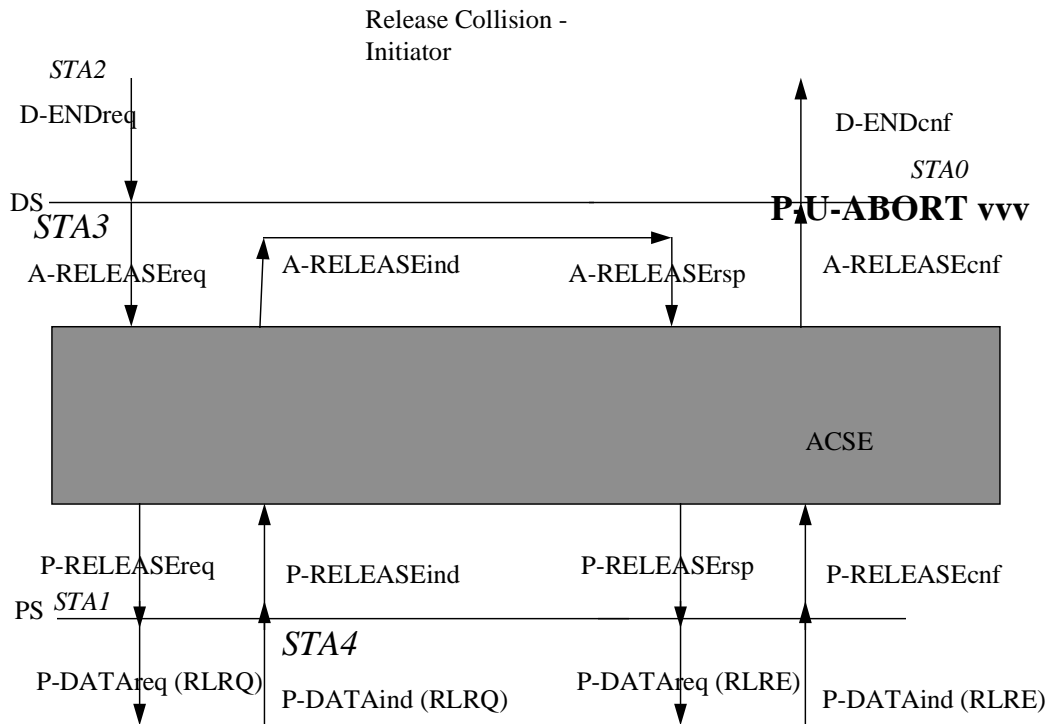 Release Collision -
Initiator
STA2
D-ENDreq
D-ENDcnf
STA0
DS
P-U-ABORT vvv
STA3
A-RELEASEreq
A-RELEASEind
A-RELEASErsp
A-RELEASEcnf
ACSE
P-RELEASEreq
P-RELEASEind
P-RELEASErsp
P-RELEASEcnf
PS
STA1
STA4
P-DATAreq (RLRQ)
P-DATAind (RLRQ)
P-DATAreq (RLRE)
P-DATAind (RLRE)